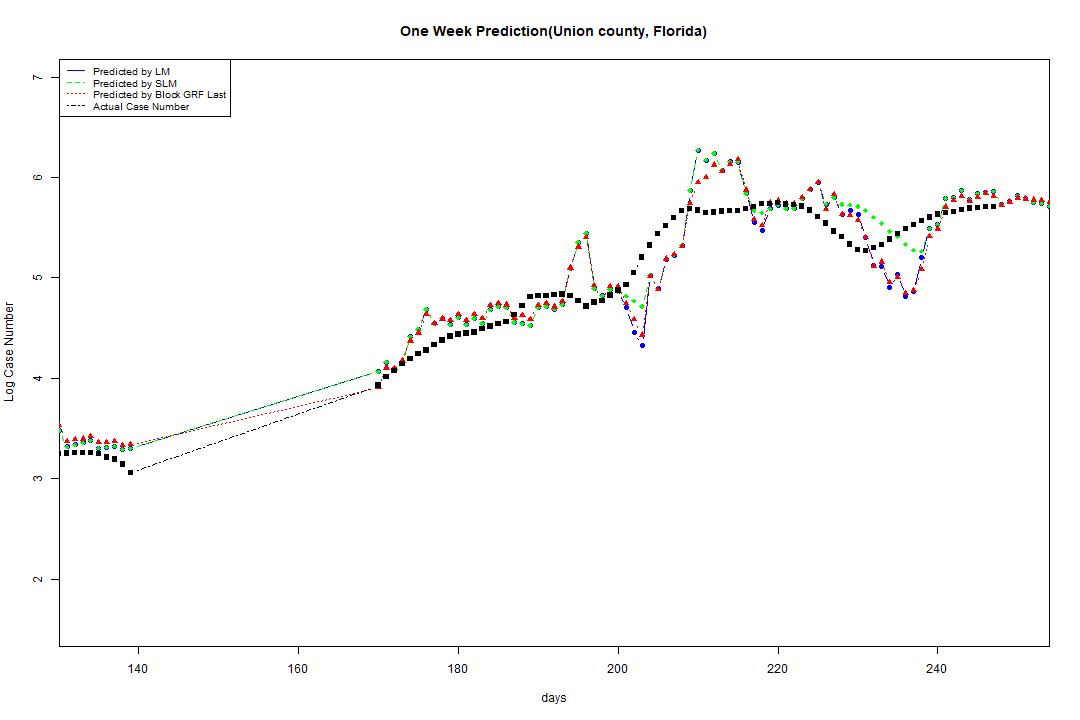 One Week Prediction(Union county, Florida)
Predicted by LM
Predicted by SLM
Predicted by Block GRF Last
Actual Case Number
7
6
5
4
3
2
Log Case Number
140 160 180 200 220 240
days